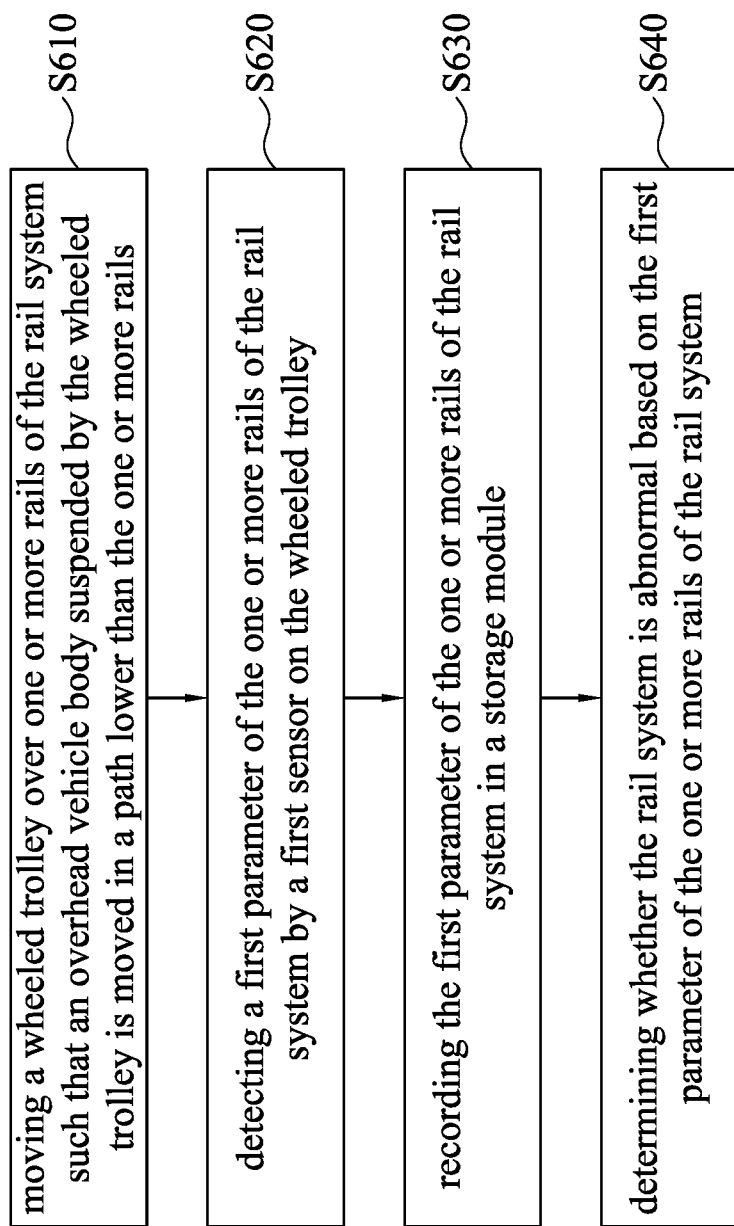 moving a wheeled trolley over one or more rails of the rail system
such that an overhead vehicle body suspended by the wheeled
trolley is moved in a path lower than the one or more rails
S610
detecting a first parameter of the one or more rails of the rail
system by a first sensor on the wheeled trolley
S620
recording the first parameter of the one or more rails of the rail
system in a storage module
S630
determining whether the rail system is abnormal based on the first
parameter of the one or more rails of the rail system
S640